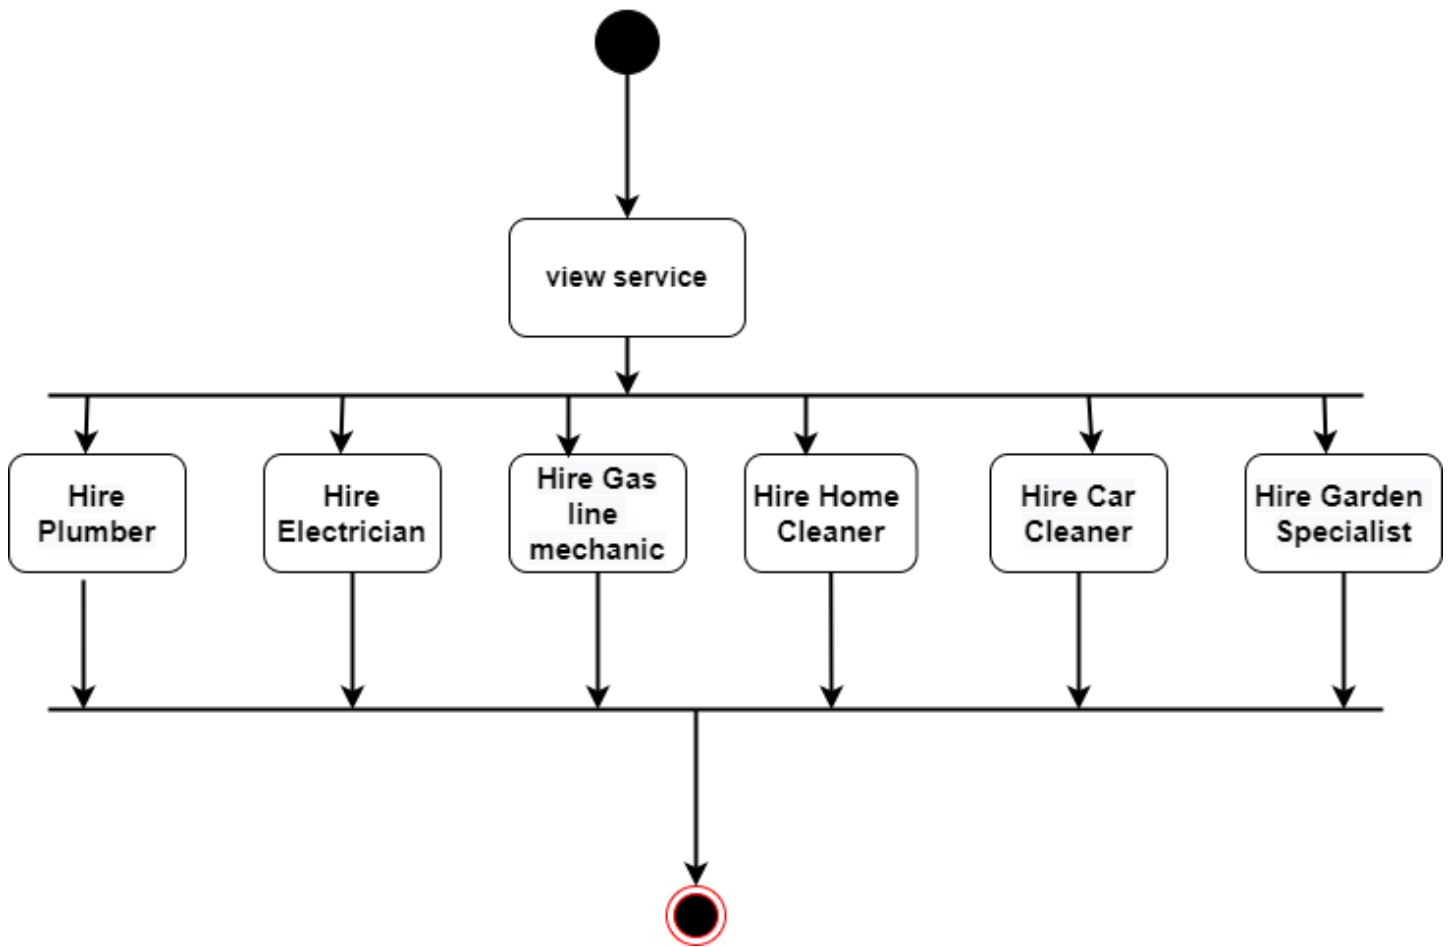 view service
Hire
Plumber
Hire
Electrician
Hire Gas
line
mechanic
Hire Home
Cleaner
Hire Car
Cleaner
Hire Garden
Specialist